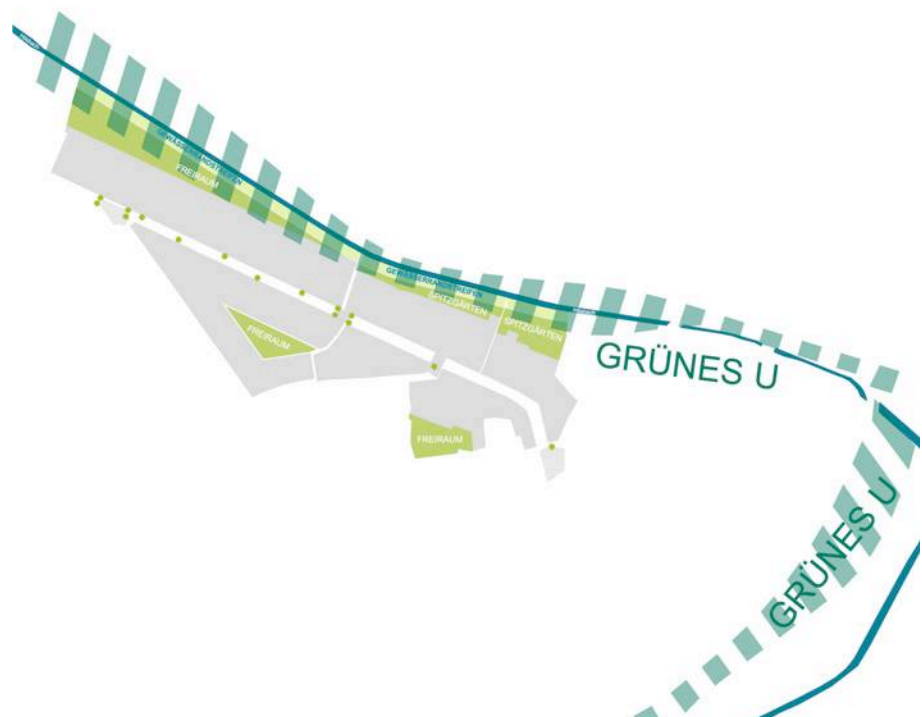 GEWÄSSERRANDSTREIFEN
FREIRAUM
GEWÄSSERRANDSTREIFEN
SPITZGÄRTEN
SPITZGÄRTEN
FREIRAUM
GRÜNES U
FREIRAUM
GRÜNES U